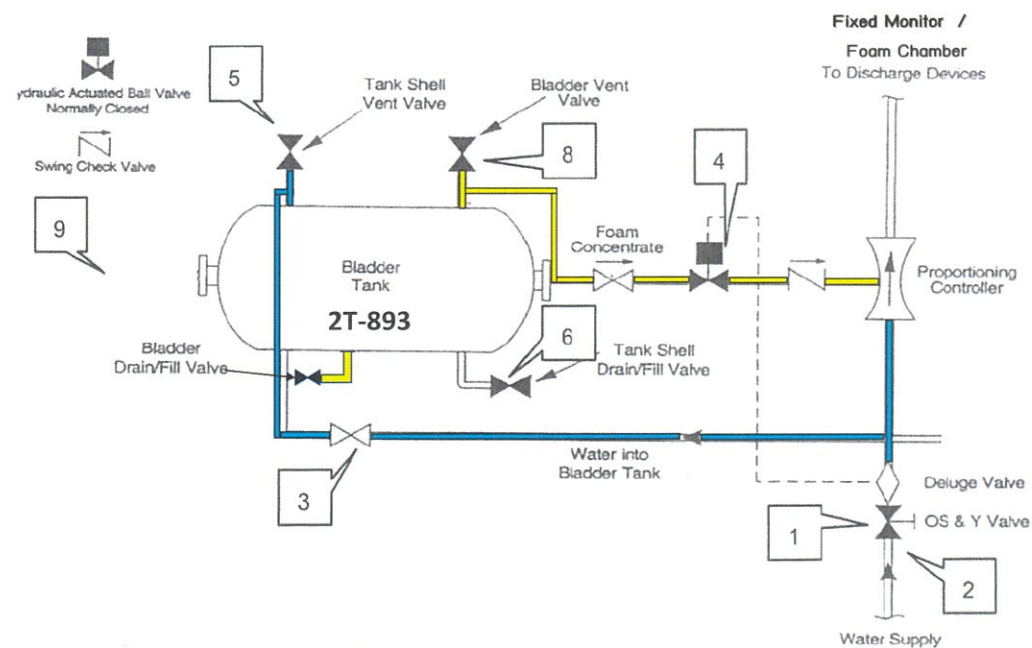 Fixed Monitor /
Foam Chamber
To Discharge Devices
ydraulic Actuated Ball Valve
Normally Closed
Swing Check Valve
5
Tank Shell
Vent Valve
Bladder Vent
Valve
8
4
9
Foam
Concentrate
Bladder
Tank
2T-893
Proportioning
Controller
Bladder
Drain/Fill Valve
6
Tank Shell
Drain/Fill Valve
3
Water into
Bladder Tank
Deluge Valve
1
OS & Y Valve
2
Water Supply